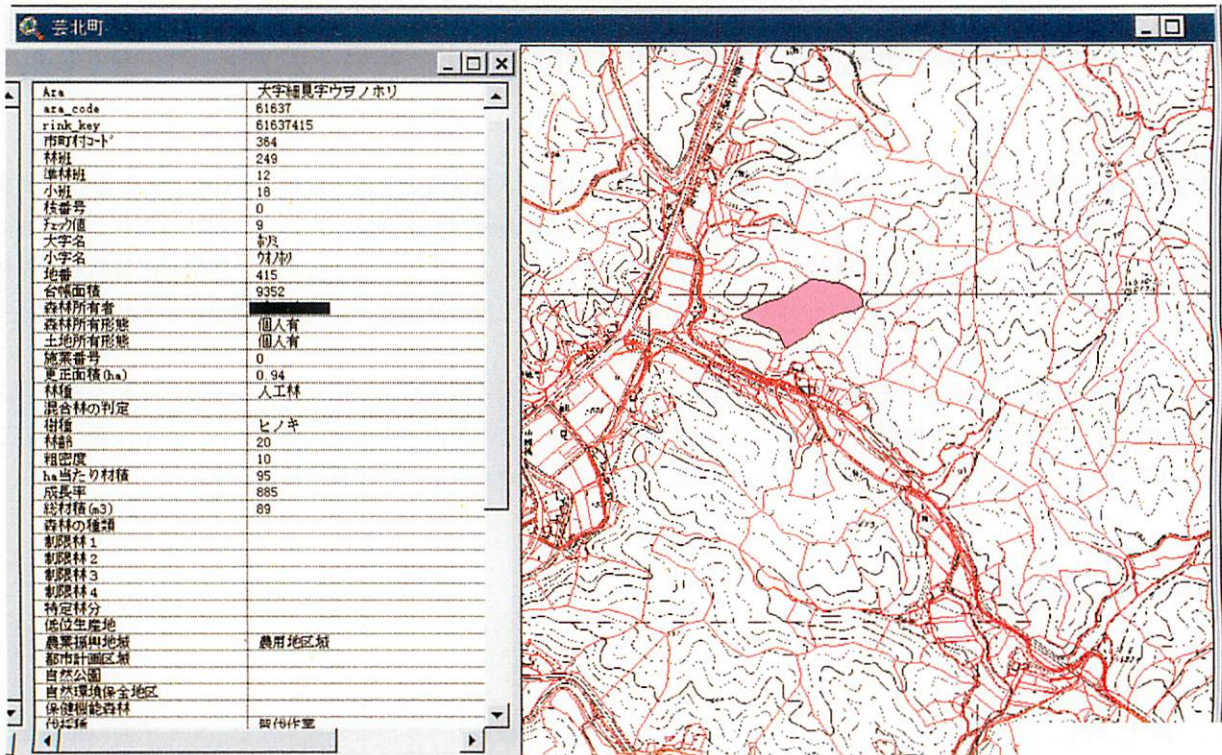 芸北町
Ara 大字細見字ウヲノホリ
ara_code 61637
rink_key 61637415
市町村コード 364
林班 249
準林班 12
小班 18
枝番号 0
チェック値 9
大字名 ホソミ
小字名 ウオノホリ
地番 415
台帳面積 9352
森林所有者
森林所有形態 個人有
土地所有形態 個人有
施業番号 0
更正面積(ha) 0.94
林種 人工林
混合林の判定
樹種 ヒノキ
林齢 20
粗密度 10
ha当たり材積 95
成長率 885
総材積(m3) 89
森林の種類
制限林1
制限林2
制限林3
制限林4
特定林分
低位生産地
農業振興地域 農用地区域
都市計画区域
自然公園
自然環境保全地区
保健機能森林
伐採種 皆伐作業